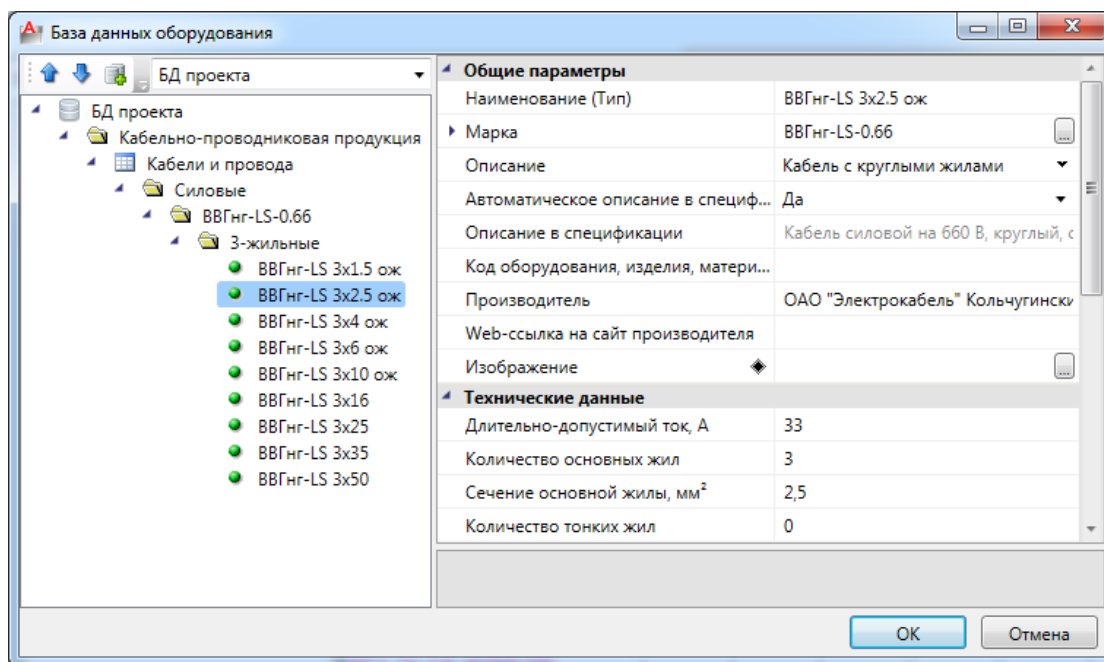 База данных оборудования
БД проекта
БД проекта
Кабельно-проводниковая продукция
Кабели и провода
Силовые
ВВГнг-LS-0.66
3-жильные
ВВГнг-LS 3x1.5 ож
ВВГнг-LS 3x2.5 ож
ВВГнг-LS 3x4 ож
ВВГнг-LS 3x6 ож
ВВГнг-LS 3x10 ож
ВВГнг-LS 3x16
ВВГнг-LS 3x25
ВВГнг-LS 3x35
ВВГнг-LS 3x50
Общие параметры
Наименование (Тип) ВВГнг-LS 3x2.5 ож
Марка ВВГнг-LS-0.66 ...
Описание Кабель с круглыми жилами
Автоматическое описание в специф... Да
Описание в спецификации Кабель силовой на 660 В, круглый, с
Код оборудования, изделия, матери...
Производитель ОАО "Электрокабель" Кольчугински
Web-ссылка на сайт производителя
Изображение ...
Технические данные
Длительно-допустимый ток, А 33
Количество основных жил 3
Сечение основной жилы, мм² 2,5
Количество тонких жил 0
ОК Отмена